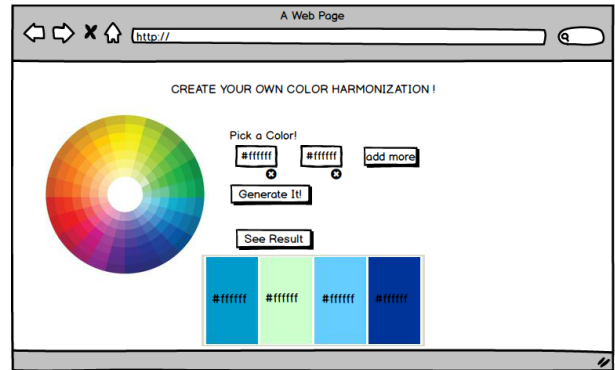 A Web Page
http://
CREATE YOUR OWN COLOR HARMONIZATION !
Pick a Color!
#ffffff #ffffff add more
Generate It!
See Result
#ffffff #ffffff #ffffff #ffffff